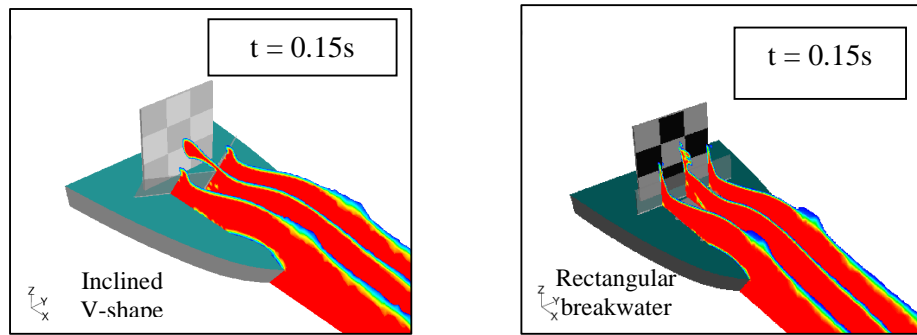 t = 0.15s
Inclined
V-shape
Z
Y
X
t = 0.15s
Rectangular
breakwater
Z
Y
X